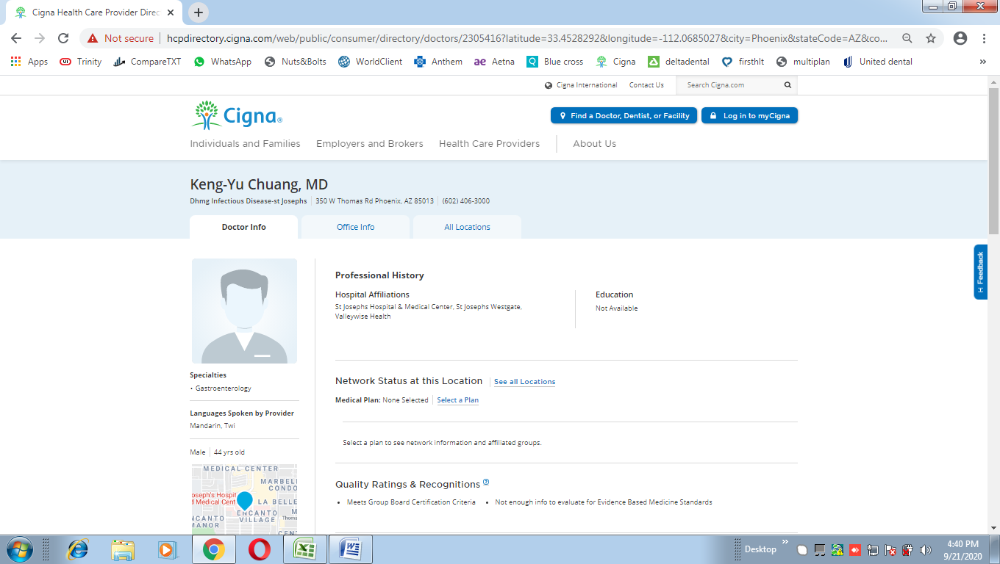 Cigna Health Care Provider Direc
Not secure hcpdirectory.cigna.com/web/public/consumer/directory/doctors/2305416?latitude=33.4528292&longitude=-112.0685027&city=Phoenix&stateCode=AZ&co...
Apps Trinity CompareTXT WhatsApp Nuts&Bolts WorldClient Anthem ae Aetna Blue cross Cigna deltadental firsthlt multiplan United dental »
Cigna International Contact Us Search Cigna.com
Cigna®
Find a Doctor, Dentist, or Facility Log in to myCigna
Individuals and Families Employers and Brokers Health Care Providers About Us
Keng-Yu Chuang, MD
Dhmg Infectious Disease-st Josephs 350 W Thomas Rd Phoenix, AZ 85013 (602) 406-3000
Doctor Info Office Info All Locations
Feedback
Professional History
Hospital Affiliations Education
St Josephs Hospital & Medical Center, St Josephs Westgate, Not Available
Valleywise Health
Specialties
• Gastroenterology
Languages Spoken by Provider
Mandarin, Twi
Male 44 yrs old
Network Status at this Location See all Locations
Medical Plan: None Selected Select a Plan
Select a plan to see network information and affiliated groups.
Quality Ratings & Recognitions ?
• Meets Group Board Certification Criteria • Not enough info to evaluate for Evidence Based Medicine Standards
MEDICAL CENTER
MARBELL
CONDO
oseph's Hospit
d Medical Cent
LA BELLE
ENCANTO
VILLAGE
NCANTO
MANOR
Thoma
CENT
Desktop » 4:40 PM
9/21/2020